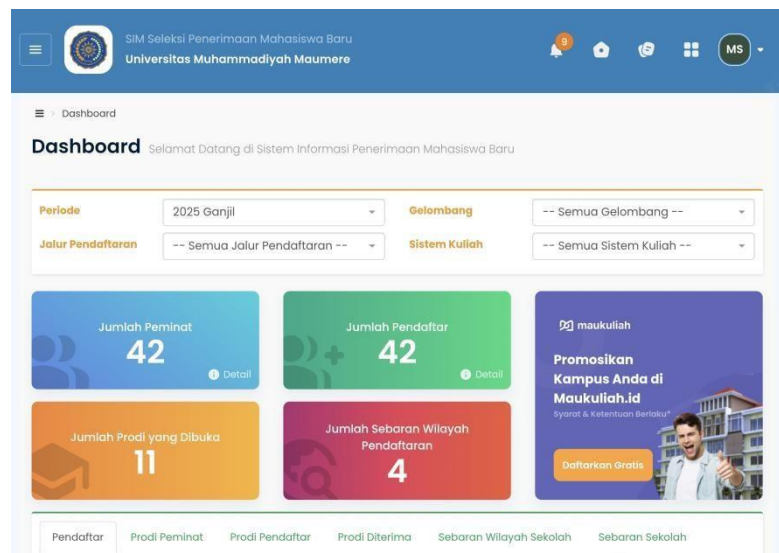 SIM Seleksi Penerimaan Mahasiswa Baru
Universitas Muhammadiyah Maumere
9
MS
Dashboard
Dashboard Selamat Datang di Sistem Informasi Penerimaan Mahasiswa Baru
Periode
2025 Ganjil
Gelombang
-- Semua Gelombang --
Jalur Pendaftaran
-- Semua Jalur Pendaftaran --
Sistem Kuliah
-- Semua Sistem Kuliah --
Jumlah Peminat
42
Detail
Jumlah Pendaftar
42
Detail
maukuliah
Promosikan
Kampus Anda di
Maukuliah.id
Syarat & Ketentuan Berlaku*
Daftarkan Gratis
Jumlah Prodi yang Dibuka
11
Jumlah Sebaran Wilayah
Pendaftaran
4
Pendaftar
Prodi Peminat
Prodi Pendaftar
Prodi Diterima
Sebaran Wilayah Sekolah
Sebaran Sekolah